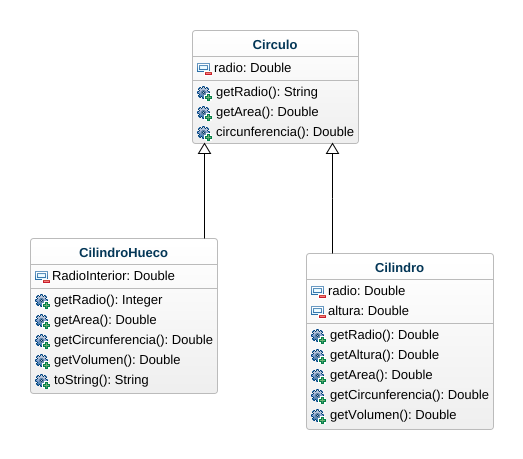 Circulo
radio: Double
getRadio(): String
getArea(): Double
circunferencia(): Double
CilindroHueco
RadioInterior: Double
getRadio(): Integer
getArea(): Double
getCircunferencia(): Double
getVolumen(): Double
toString(): String
Cilindro
radio: Double
altura: Double
getRadio(): Double
getAltura(): Double
getArea(): Double
getCircunferencia(): Double
getVolumen(): Double